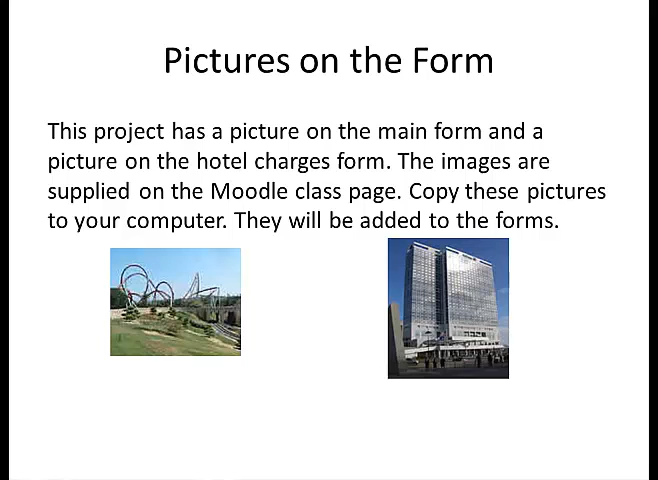 Pictures on the Form
This project has a picture on the main form and a
picture on the hotel charges form. The images are
supplied on the Moodle class page. Copy these pictures
to your computer. They will be added to the forms.